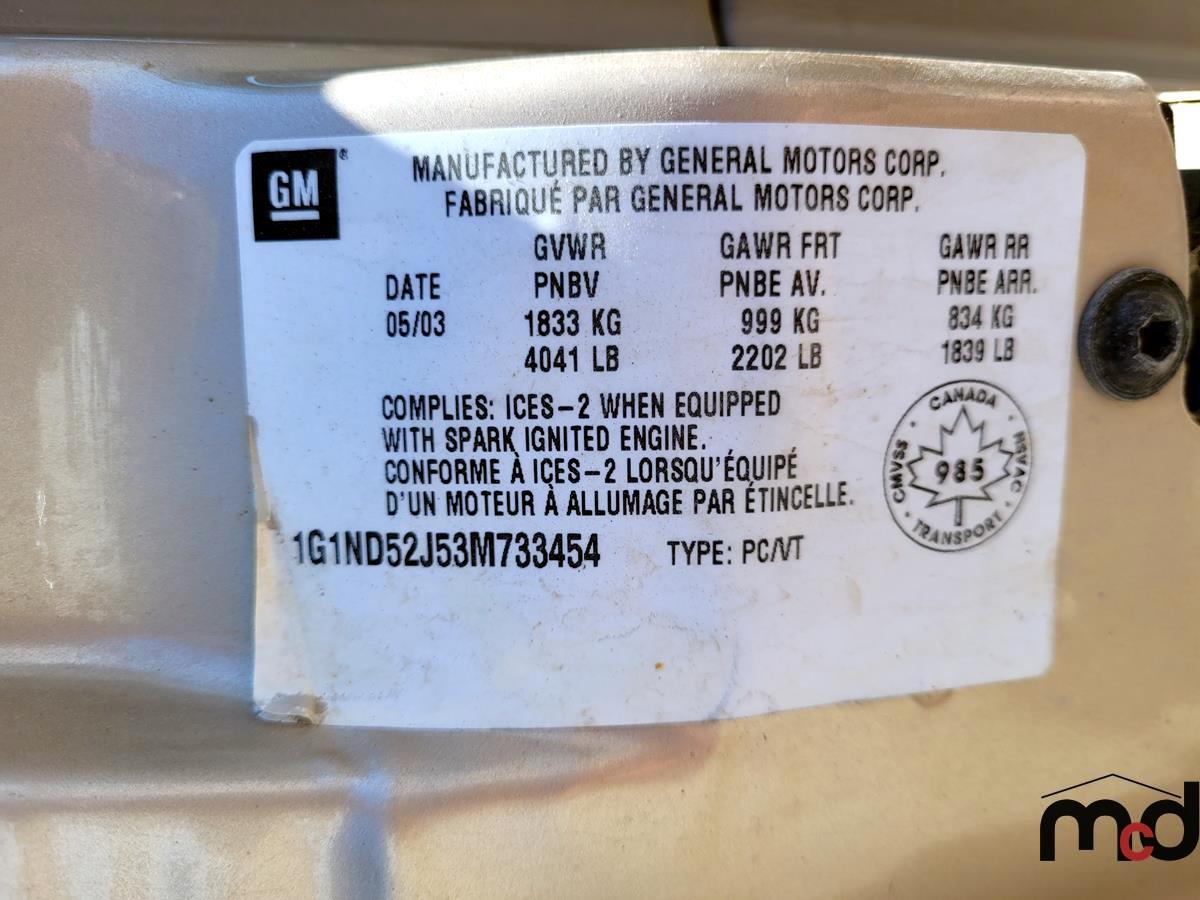 GM ®
MANUFACTURED BY GENERAL MOTORS CORP.
FABRIQUÉ PAR GENERAL MOTORS CORP.
GVWR GAWR FRT GAWR RR
DATE PNBV PNBE AV. PNBE ARR.
05/03 1833 KG 999 KG 834 KG
4041 LB 2202 LB 1839 LB
COMPLIES: ICES-2 WHEN EQUIPPED
WITH SPARK IGNITED ENGINE.
CONFORME À ICES-2 LORSQU'ÉQUIPÉ
D'UN MOTEUR À ALLUMAGE PAR ÉTINCELLE.
CANADA
CMVSS
985
NSVAC
TRANSPORT
1G1ND52J53M733454 TYPE: PC/VT
mcd